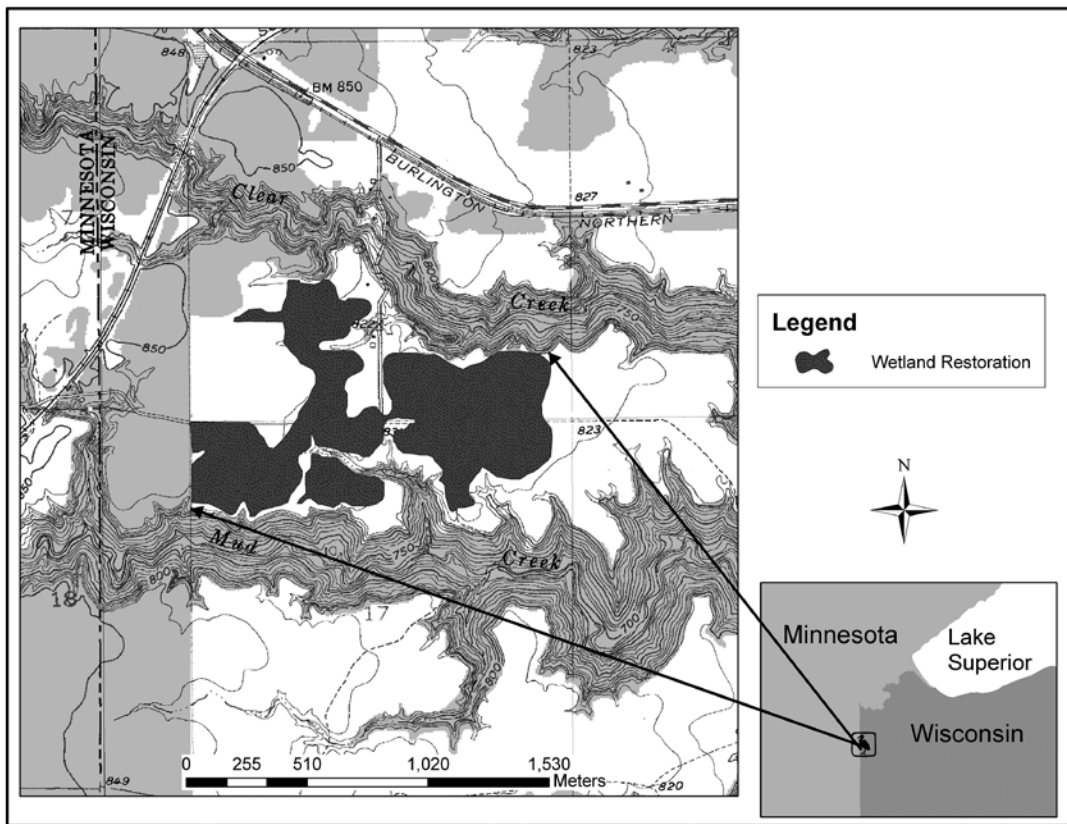 848
823
BM 850
850
MINNESOTA
WISCONSIN
BURLINGTON
NORTHERN
827
Clear
Creek
800
750
850
823
Mud
Creek
750
700
800
800
18
17
849
820
0 255 510 1,020 1,530
Meters
Legend
Wetland Restoration
N
Minnesota
Lake
Superior
Wisconsin